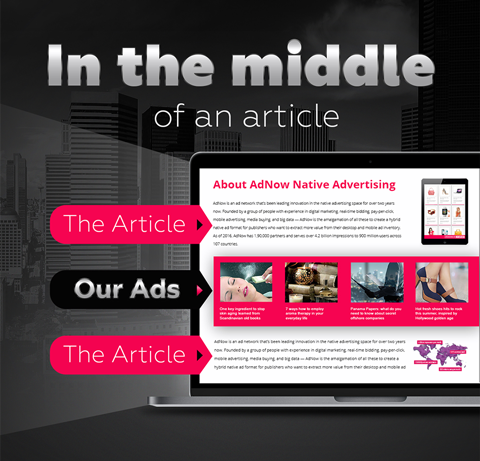 In the middle
of an article
About AdNow Native Advertising
AdNow is an ad network that's been leading innovation in the native advertising space for over two years
now. Founded by a group of people with experience in digital marketing, real-time bidding, pay-per-click,
mobile advertising, media buying, and big data — AdNow is the amalgamation of all these to create a hybrid
native ad format for publishers who want to extract more value from their desktop and mobile ad inventory.
As of 2016, AdNow has 190,000 partners and serves over 4.2 billion impressions to 900 million users across
107 countries.
The Article
Our Ads
One key ingredient to stop
skin aging learned from
Scandinavian old books
7 ways how to employ
aroma therapy in your
everyday life
Panama Papers: what do you
need to know about secret
offshore companies
Hot fresh shoes ids to rock
this summer, inspired by
Hollywood golden age
The Article
AdNow is an ad network that's been leading innovation in the native advertising space for over two years
now. Founded by a group of people with experience in digital marketing, real-time bidding, pay-per-click,
mobile advertising, media buying, and big data — AdNow is the amalgamation of all these to create a
hybrid native ad format for publishers who want to extract more value from their desktop and mobile ad